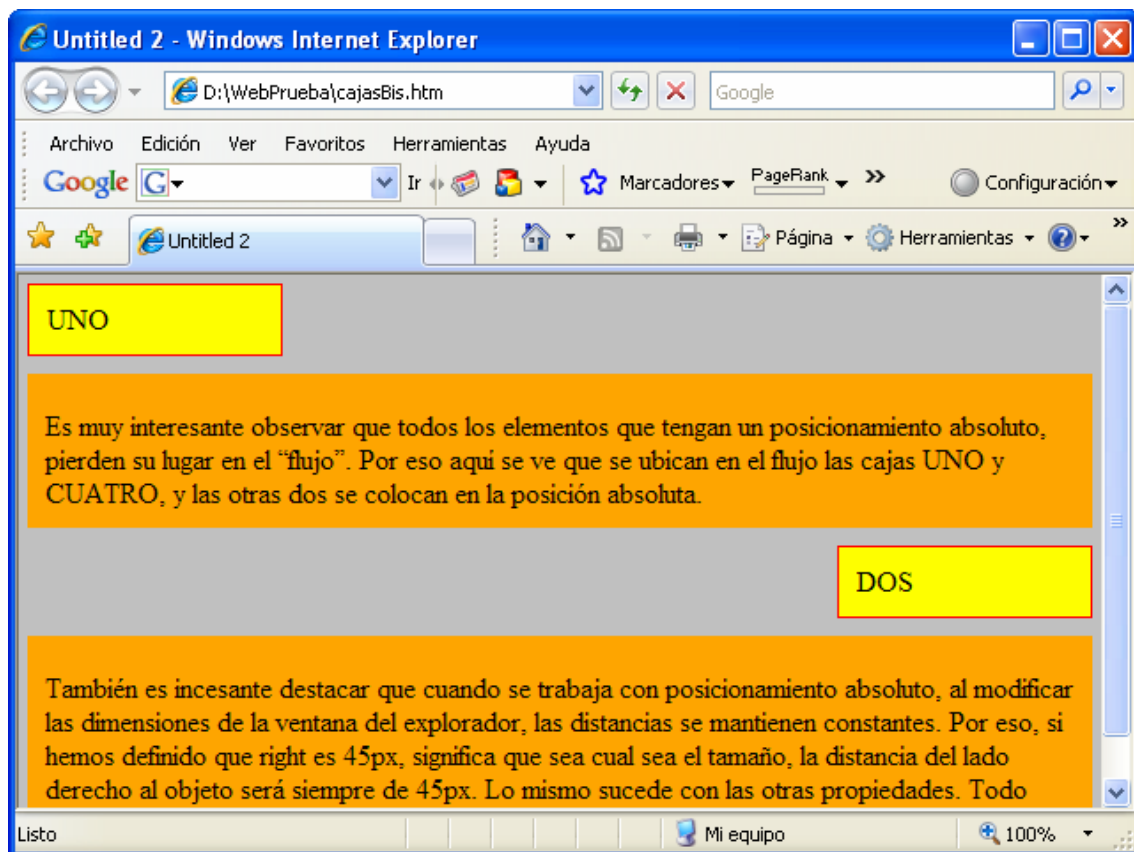 Untitled 2 - Windows Internet Explorer
D:\WebPrueba\cajasBis.htm
Google
Archivo Edición Ver Favoritos Herramientas Ayuda
Google G Ir Marcadores PageRank » Configuración
Untitled 2 Página Herramientas »
UNO
Es muy interesante observar que todos los elementos que tengan un posicionamiento absoluto,
pierden su lugar en el “flujo”. Por eso aquí se ve que se ubican en el flujo las cajas UNO y
CUATRO, y las otras dos se colocan en la posición absoluta.
DOS
También es incesante destacar que cuando se trabaja con posicionamiento absoluto, al modificar
las dimensiones de la ventana del explorador, las distancias se mantienen constantes. Por eso, si
hemos definido que right es 45px, significa que sea cual sea el tamaño, la distancia del lado
derecho al objeto será siempre de 45px. Lo mismo sucede con las otras propiedades. Todo
Listo Mi equipo 100%